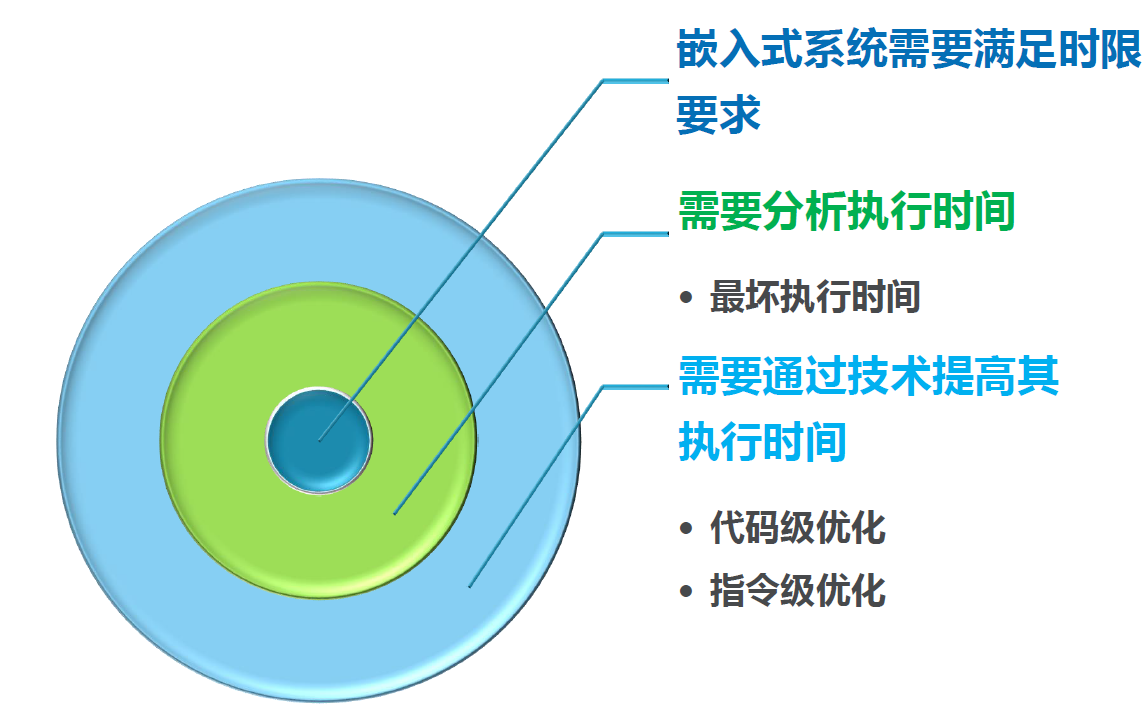 嵌入式系统需要满足时限
要求
需要分析执行时间
• 最坏执行时间
需要通过技术提高其
执行时间
• 代码级优化
• 指令级优化